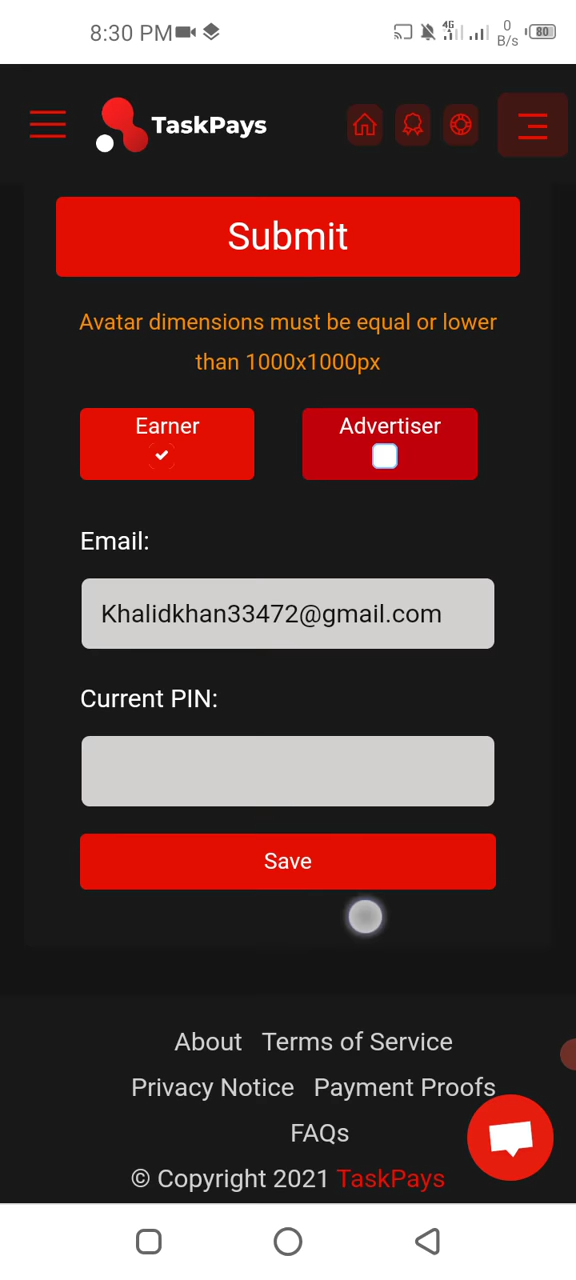 8:30 PM
4G
0
B/s
80
TaskPays
Submit
Avatar dimensions must be equal or lower
than 1000x1000px
Earner
Advertiser
Email:
Khalidkhan33472@gmail.com
Current PIN:
Save
About Terms of Service
Privacy Notice Payment Proofs
FAQs
© Copyright 2021 TaskPays